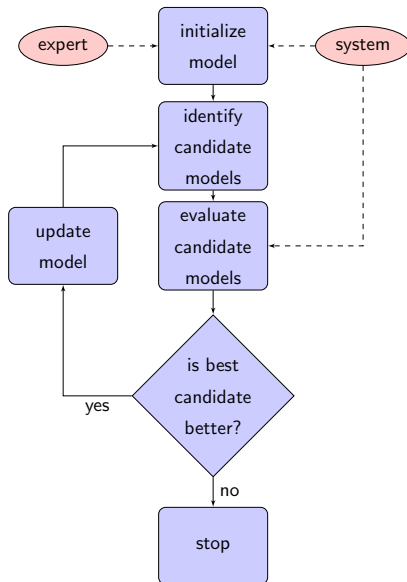 expert
initialize
model
system
identify
candidate
models
evaluate
candidate
models
update
model
is best
candidate
better?
yes
no
stop